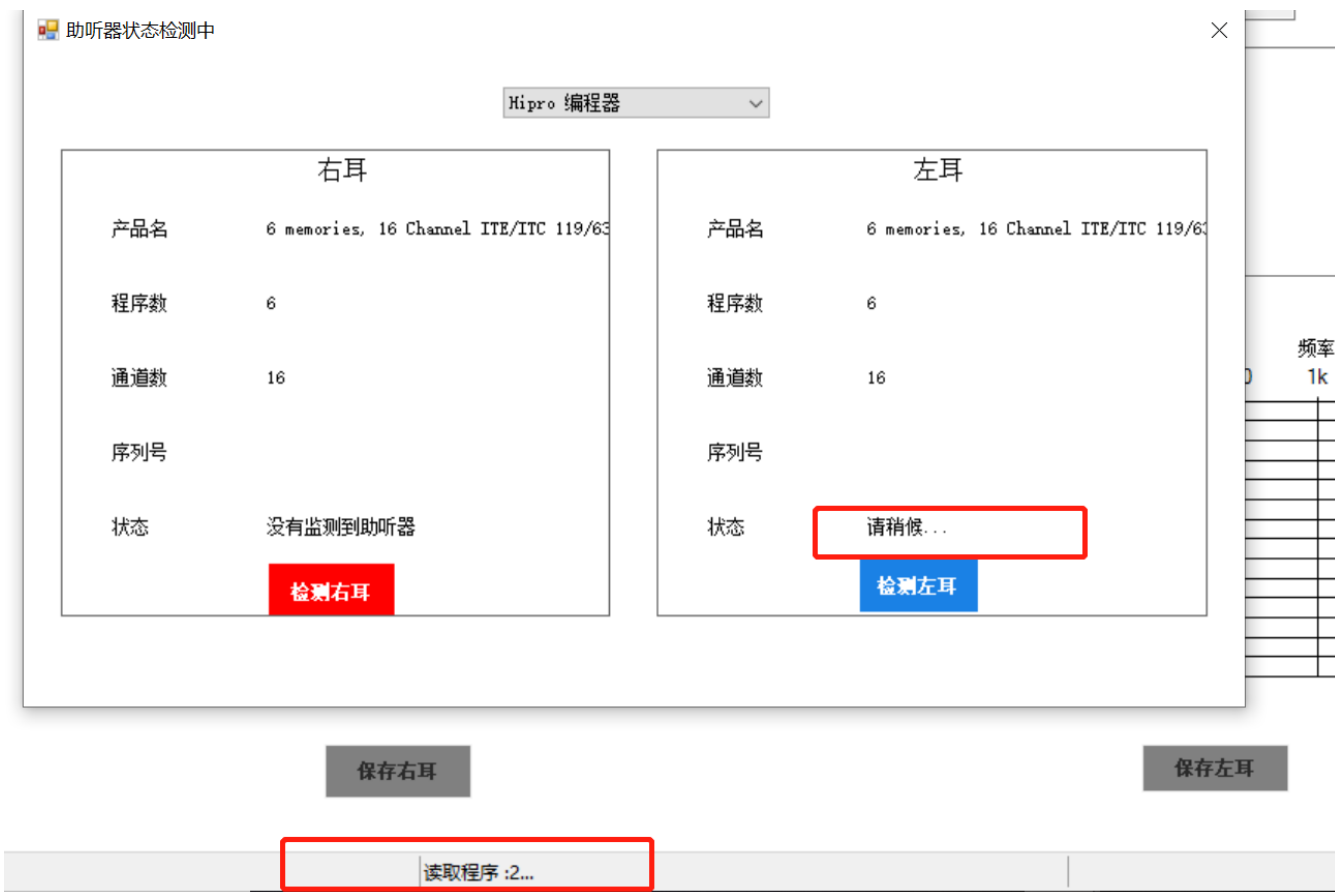 助听器状态检测中
Hipro 编程器
右耳
产品名 6 memories, 16 Channel ITE/ITC 119/63
程序数 6
通道数 16
序列号
状态 没有监测到助听器
检测右耳
左耳
产品名 6 memories, 16 Channel ITE/ITC 119/63
程序数 6
通道数 16
序列号
状态 请稍候...
检测左耳
频率
0 1k
保存右耳
保存左耳
读取程序 :2...